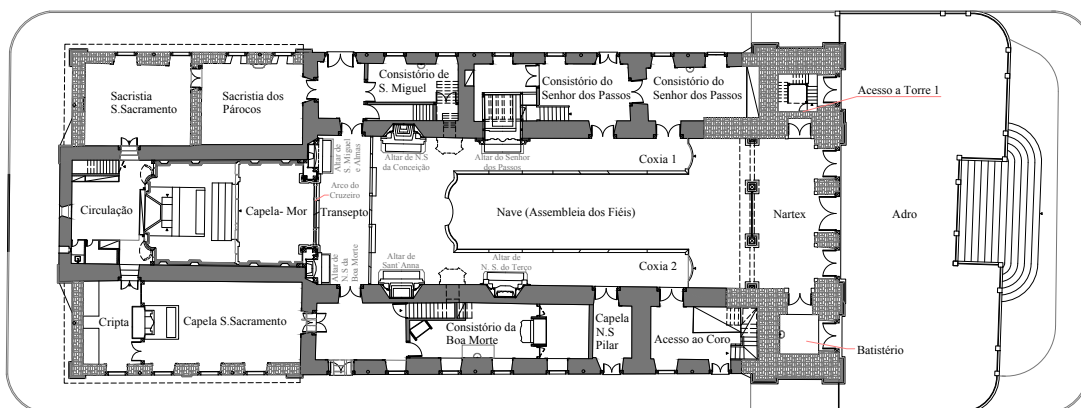 Sacristia
S.Sacramento
Sacristia dos
Párocos
Consistório de
S. Miguel
Consistório do
Senhor dos Passos
Consistório do
Senhor dos Passos
Acesso a Torre 1
Altar de
S. Miguel
e Almas
Altar de N.S
da Conceição
Altar do Senhor
dos Passos
Coxia 1
Arco do
Cruzeiro
Circulação
Capela- Mor
Transepto
Nave (Assembleia dos Fiéis)
Nartex
Adro
Altar de
N.S da
Boa Morte
Altar de
Sant'Anna
Altar de
N. S. do Terço
Coxia 2
Cripta
Capela S.Sacramento
Consistório da
Boa Morte
Capela
N.S
Pilar
Acesso ao Coro
Batistério